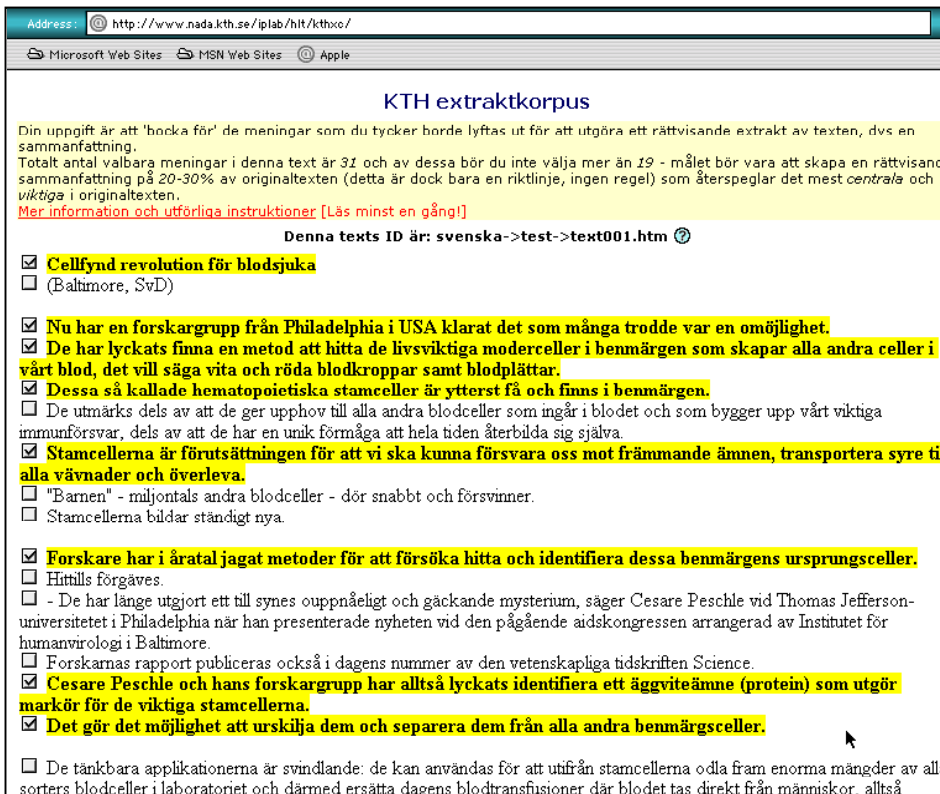 Address: http://www.nada.kth.se/iplab/hlt/kthxc/
Microsoft Web Sites MSN Web Sites Apple
KTH extraktkorpus
Din uppgift är att 'bocka för' de meningar som du tycker borde lyftas ut för att utgöra ett rättvisande extrakt av texten, dvs en
sammanfattning.
Totalt antal valbara meningar i denna text är 31 och av dessa bör du inte välja mer än 19 - målet bör vara att skapa en rättvisand
sammanfattning på 20-30% av originaltexten (detta är dock bara en riktlinje, ingen regel) som återspeglar det mest centrala och
viktiga i originaltexten.
Mer information och utförliga instruktioner [Läs minst en gång!]
Denna texts ID är: svenska->test->text001.htm ?
Cellfynd revolution för blodsjuka
(Baltimore, SvD)
Nu har en forskargrupp från Philadelphia i USA klarat det som många trodde var en omöjlighet.
De har lyckats finna en metod att hitta de livsviktiga moderceller i benmärgen som skapar alla andra celler i
vårt blod, det vill säga vita och röda blodkroppar samt blodplättar.
Dessa så kallade hematopoietiska stamceller är ytterst få och finns i benmärgen.
De utmärks dels av att de ger upphov till alla andra blodceller som ingår i blodet och som bygger upp vårt viktiga
immunförsvar, dels av att de har en unik förmåga att hela tiden återbilda sig själva.
Stamcellerna är förutsättningen för att vi ska kunna försvara oss mot främmande ämnen, transportera syre ti
alla vävnader och överleva.
"Barnen" - miljontals andra blodceller - dör snabbt och försvinner.
Stamcellerna bildar ständigt nya.
Forskare har i åratal jagat metoder för att försöka hitta och identifiera dessa benmärgens ursprungsceller.
Hittills förgäves.
- De har länge utgjort ett till synes ouppnåeligt och gäckande mysterium, säger Cesare Peschle vid Thomas Jefferson-
universitetet i Philadelphia när han presenterade nyheten vid den pågående aidskongressen arrangerad av Institutet för
humanvirologi i Baltimore.
Forskarnas rapport publiceras också i dagens nummer av den vetenskapliga tidskriften Science.
Cesare Peschle och hans forskargrupp har alltså lyckats identifiera ett äggviteämne (protein) som utgör
markör för de viktiga stamcellerna.
Det gör det möjlighet att urskilja dem och separera dem från alla andra benmärgsceller.
De tänkbara applikationerna är svindlande: de kan användas för att utifrån stamcellerna odla fram enorma mängder av all
sorters blodceller i laboratoriet och därmed ersätta dagens blodtransfusioner där blodet tas direkt från människor, alltså